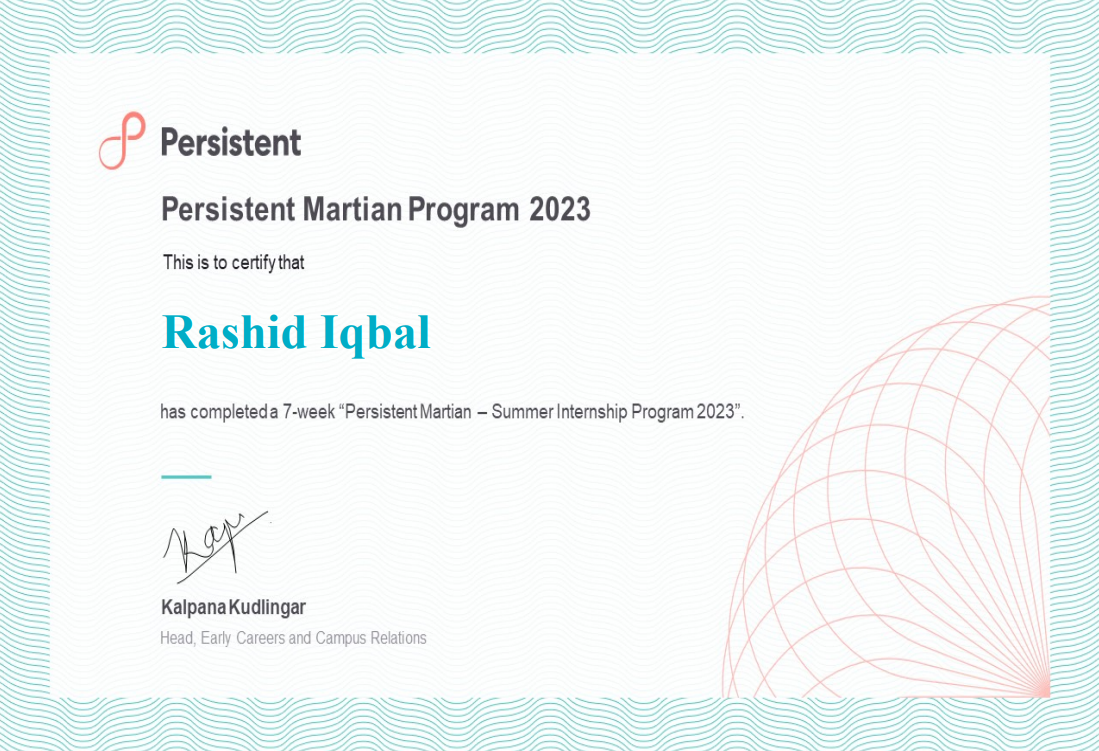 Persistent
Persistent Martian Program 2023
This is to certify that
Rashid Iqbal
has completed a 7-week “Persistent Martian – Summer Internship Program 2023”.
Kalpana Kudlingar
Head, Early Careers and Campus Relations